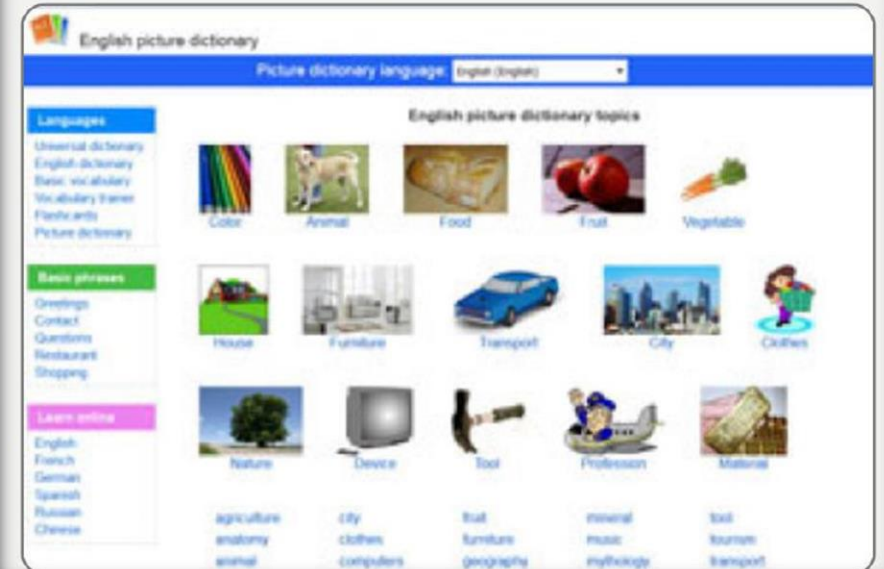 English picture dictionary
Picture dictionary language: English (English)
Languages
Universal dictionary
English dictionary
Basic vocabulary
Vocabulary trainer
Flashcards
Picture dictionary
Basic phrases
Greetings
Contact
Questions
Restaurant
Shopping
Learn online
English
French
German
Spanish
Russian
Chinese
English picture dictionary topics
Color Animal Food Fruit Vegetable
House Furniture Transport City Clothes
Nature Device Tool Profession Material
agriculture city fruit mineral tool
anatomy clothes furniture music tourism
animal computers geography mythology transport